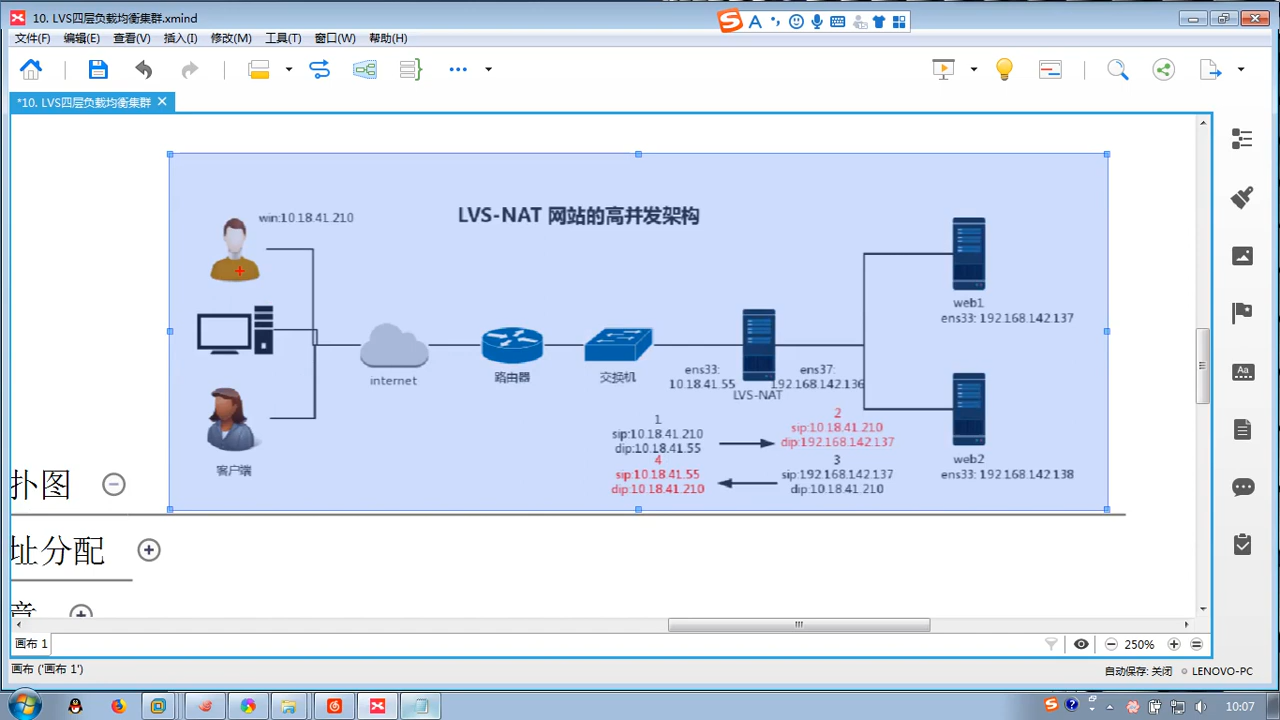 10. LVS四层负载均衡集群.xmind
文件(F) 编辑(E) 查看(V) 插入(I) 修改(M) 工具(T) 窗口(W) 帮助(H)
*10. LVS四层负载均衡集群
LVS-NAT 网站的高并发架构
win:10.18.41.210
web1
ens33: 192.168.142.137
internet
路由器
交换机
ens33:
10.18.41.55
LVS-NAT
ens37:
192.168.142.136
web2
ens33: 192.168.142.138
客户端
1
sip:10.18.41.210
dip:10.18.41.55
2
sip:10.18.41.210
dip:192.168.142.137
4
sip:10.18.41.55
dip:10.18.41.210
3
sip:192.168.142.137
dip:10.18.41.210
扑图
址分配
画布 1
250%
画布 ('画布 1')
自动保存: 关闭
LENOVO-PC
10:07